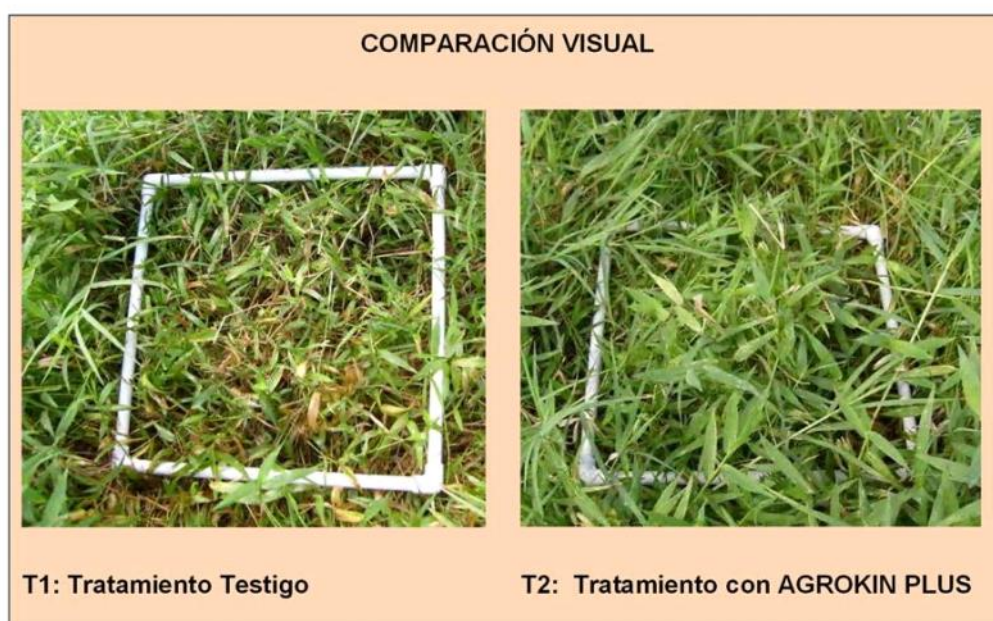 COMPARACIÓN VISUAL
T1: Tratamiento Testigo
T2: Tratamiento con AGROKIN PLUS